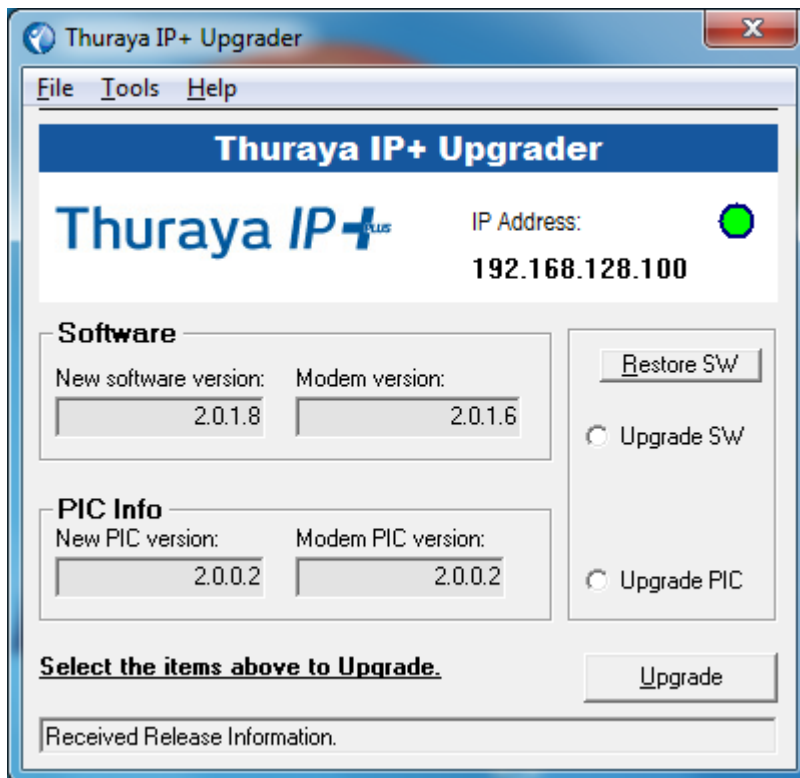 Thuraya IP+ Upgrader
File Tools Help
Thuraya IP+ Upgrader
Thuraya IP+ PLUS
IP Address:
192.168.128.100
Software
New software version: Modem version:
2.0.1.8 2.0.1.6
Restore SW
Upgrade SW
PIC Info
New PIC version: Modem PIC version:
2.0.0.2 2.0.0.2
Upgrade PIC
Select the items above to Upgrade.
Upgrade
Received Release Information.